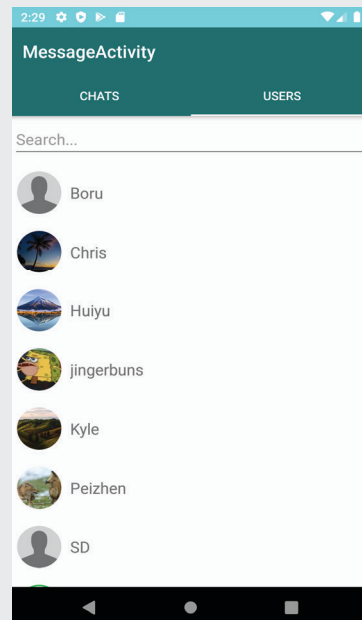 2:29
MessageActivity
CHATS USERS
Search...
Boru
Chris
Huiyu
jingerbuns
Kyle
Peizhen
SD